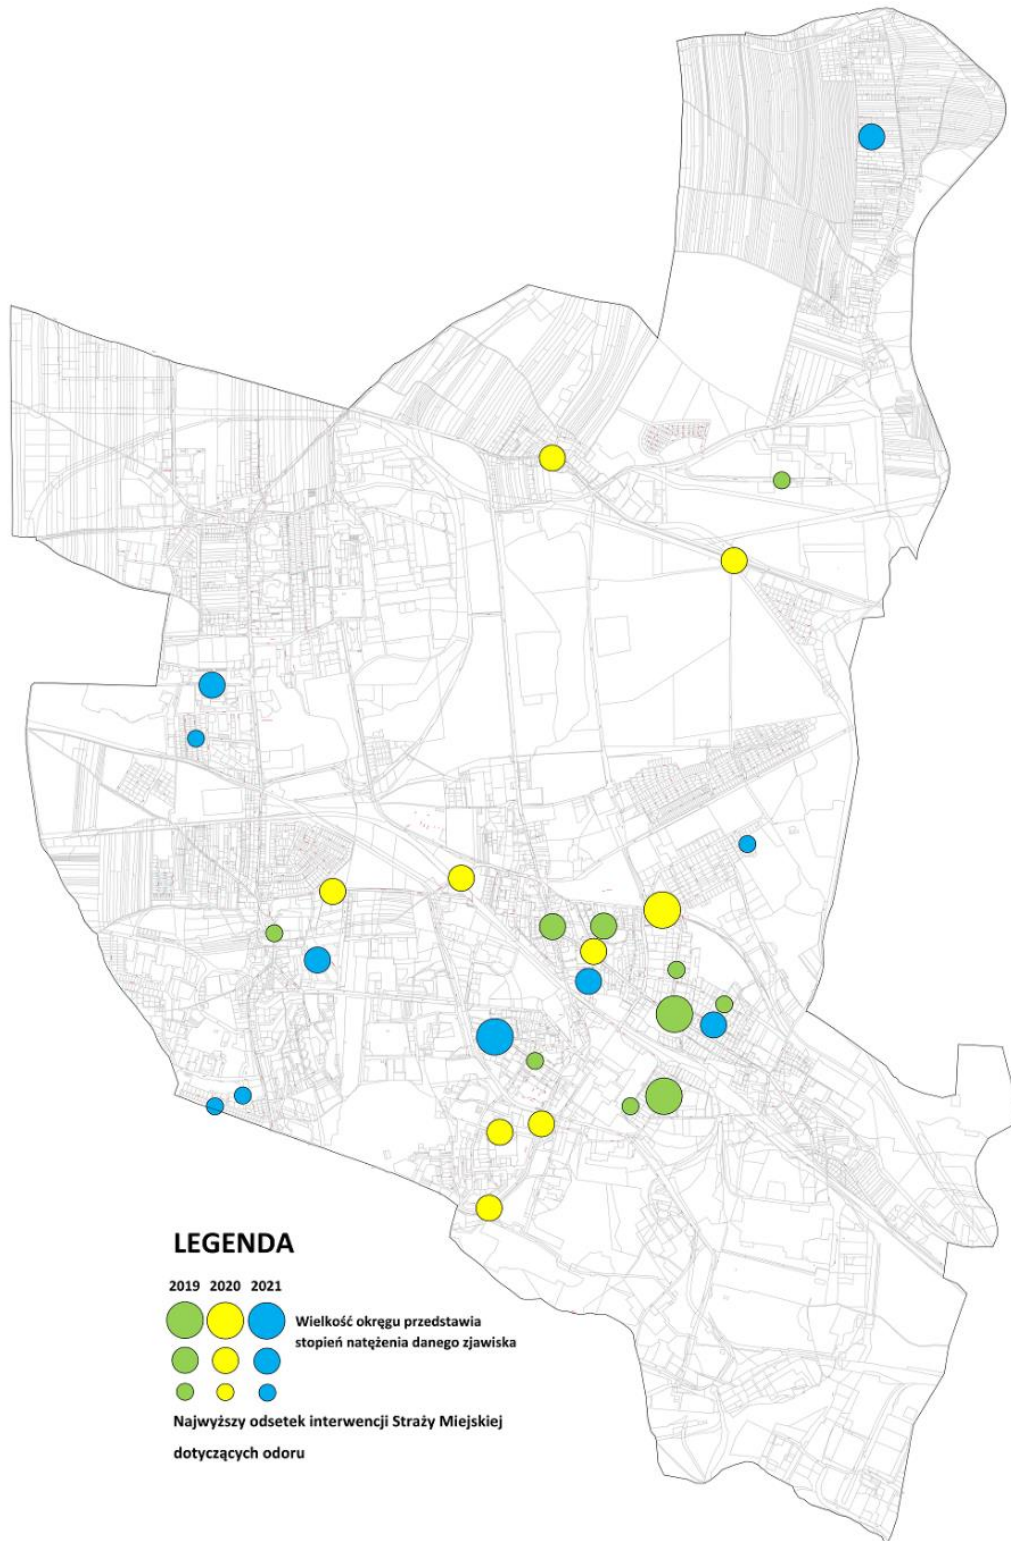 LEGENDA
2019 2020 2021
Wielkość okręgu przedstawia
stopień natężenia danego zjawiska
Najwyższy odsetek interwencji Straży Miejskiej
dotyczących odoru